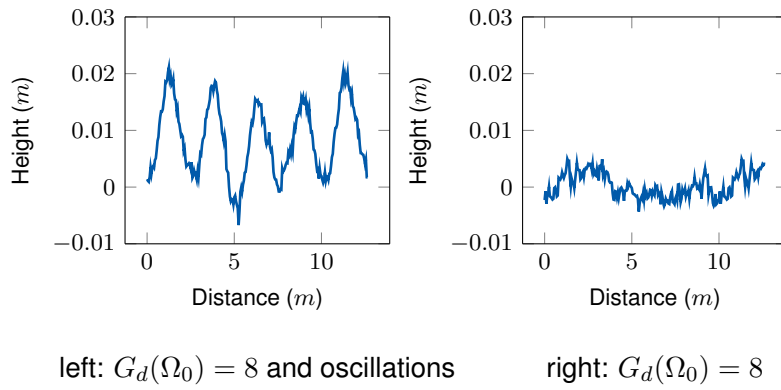 0.03
0.02
0.01
0
−0.01
Height (m)
0
5
10
Distance (m)
0.03
0.02
0.01
0
−0.01
Height (m)
0
5
10
Distance (m)
left: G_d(Ω_0) = 8 and oscillations
right: G_d(Ω_0) = 8